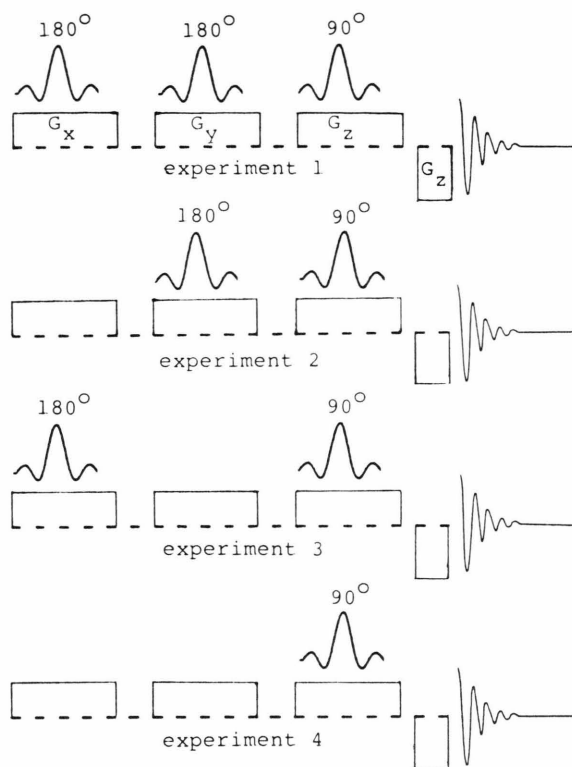 180° 180° 90°
Gx Gy Gz
experiment 1 Gz
180° 90°
experiment 2
180° 90°
experiment 3
90°
experiment 4